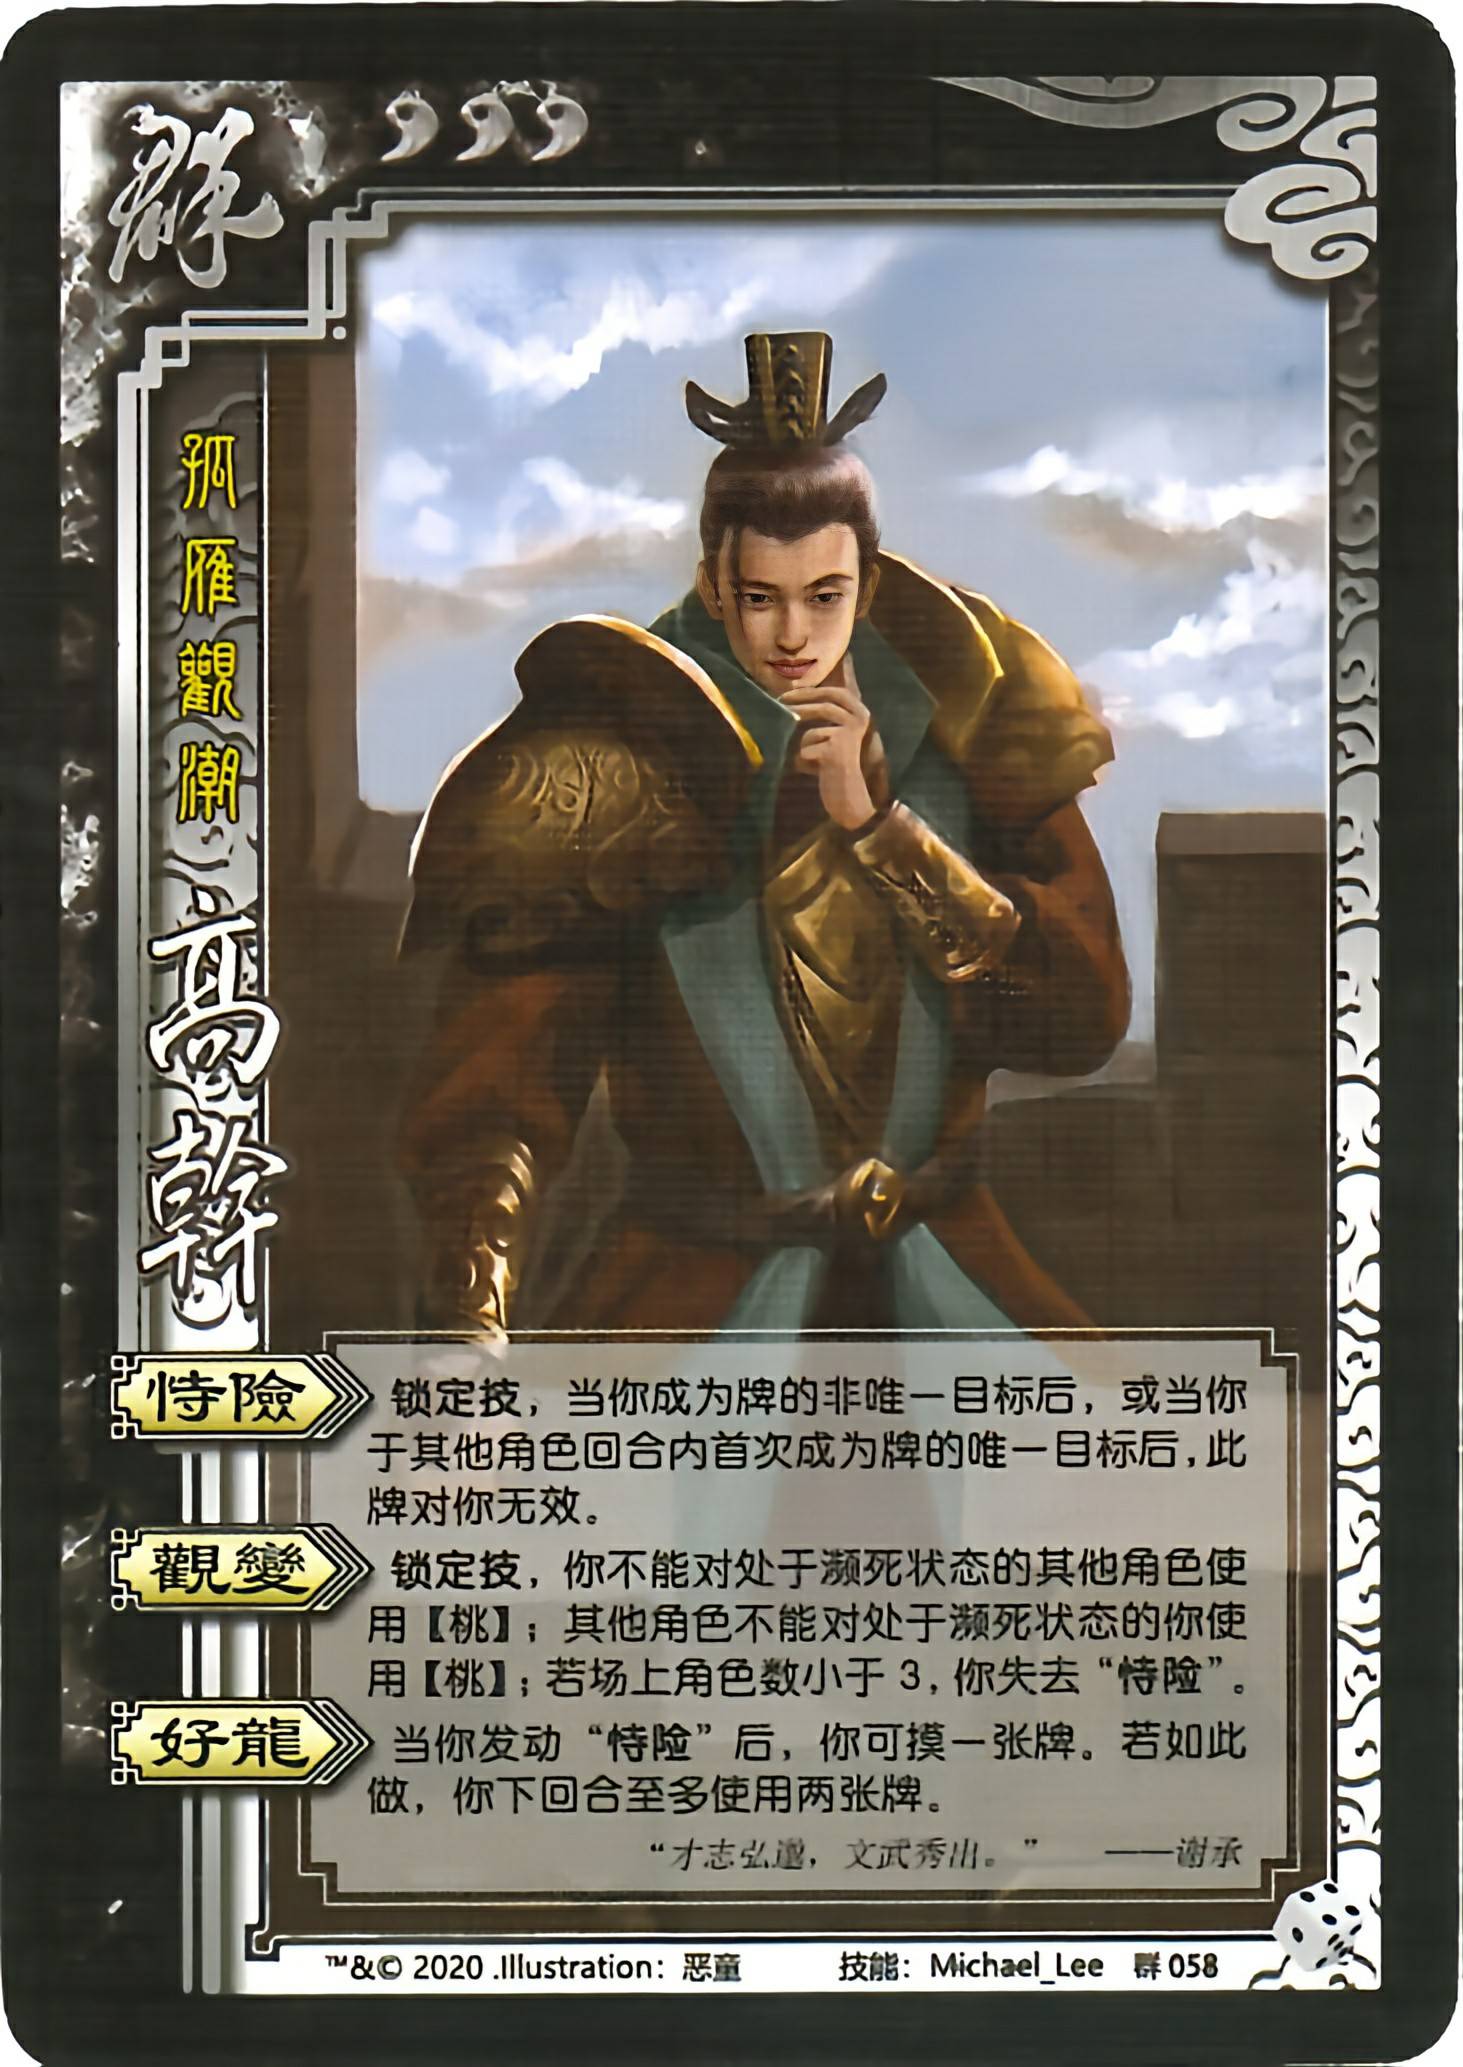 群
孤雁觀潮
高幹
恃險
锁定技，当你成为牌的非唯一目标后，或当你
于其他角色回合内首次成为牌的唯一目标后，此
牌对你无效。
觀變
锁定技，你不能对处于濒死状态的其他角色使
用【桃】；其他角色不能对处于濒死状态的你使
用【桃】；若场上角色数小于 3，你失去“恃险”。
好龍
当你发动“恃险”后，你可摸一张牌。若如此
做，你下回合至多使用两张牌。
“才志弘邈，文武秀出。” ——谢承
™&© 2020 .Illustration：恶童 技能：Michael_Lee 群 058